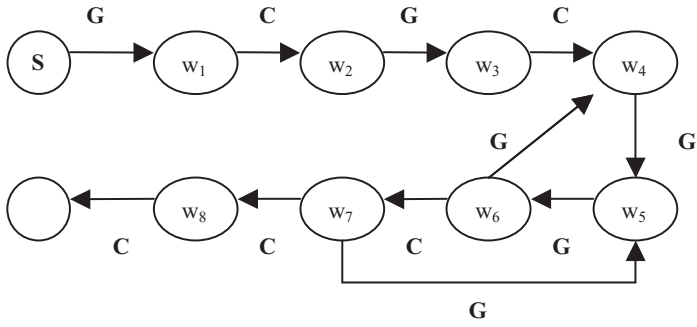 G C G C
S w₁ w₂ w₃ w₄
G G
w₈ w₇ w₆ w₅
C C C G
G